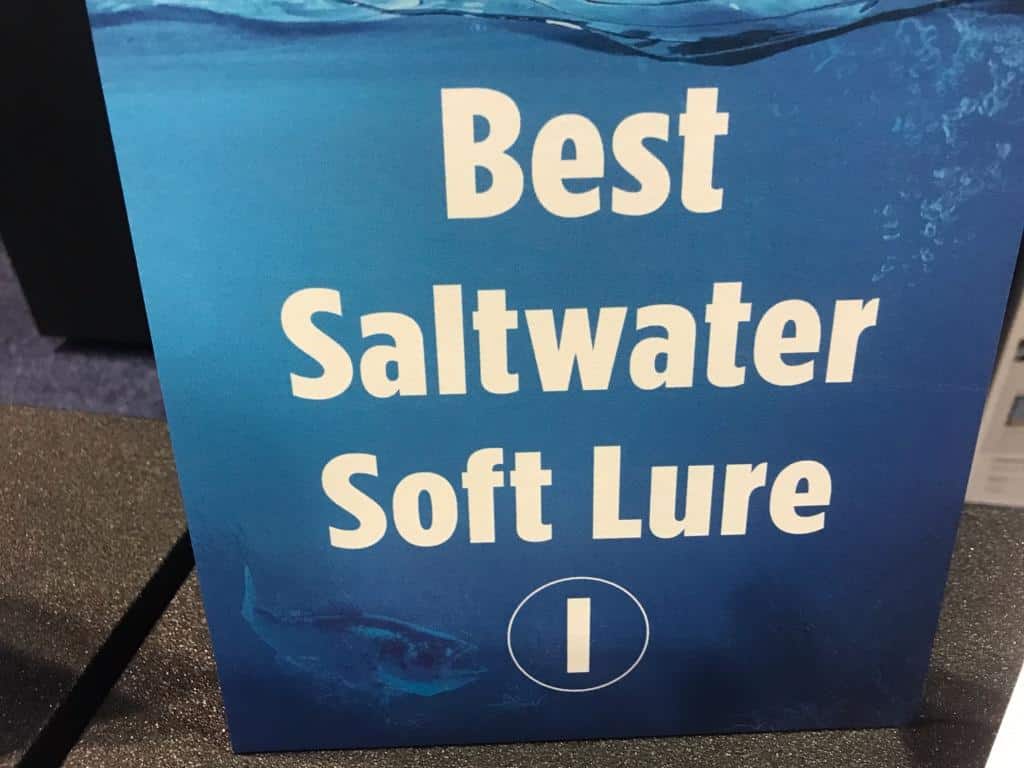 Best
Saltwater
Soft Lure
I